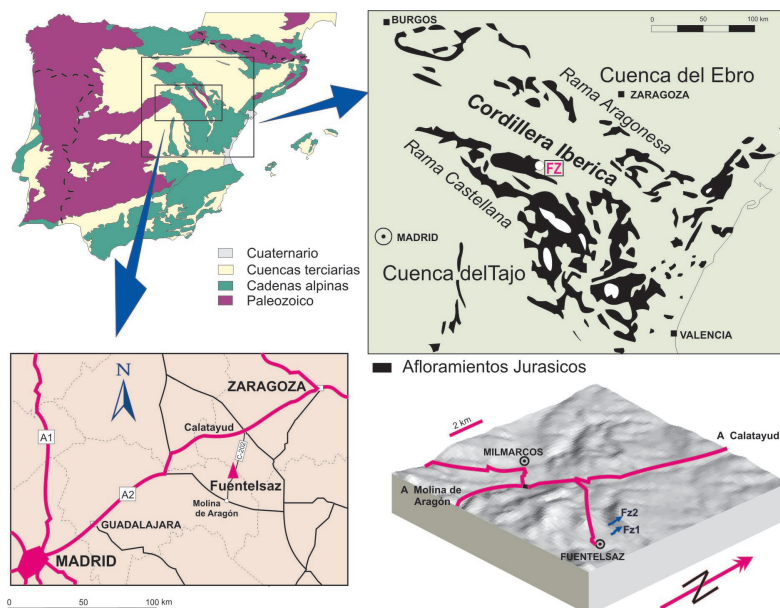 Cuaternario
Cuencas terciarias
Cadenas alpinas
Paleozoico
0 50 100 km
BURGOS
Cuenca del Ebro
ZARAGOZA
Rama Aragonesa
Cordillera Iberica
FZ
Rama Castellana
MADRID
Cuenca delTajo
VALENCIA
Afloramientos Jurasicos
N
ZARAGOZA
Calatayud
A1
C-202
A2
Fuentelsaz
Molina
de Aragón
GUADALAJARA
MADRID
0 50 100 km
2 km
A Calatayud
MILMARCOS
A Molina de
Aragón
Fz2
Fz1
FUENTELSAZ
N